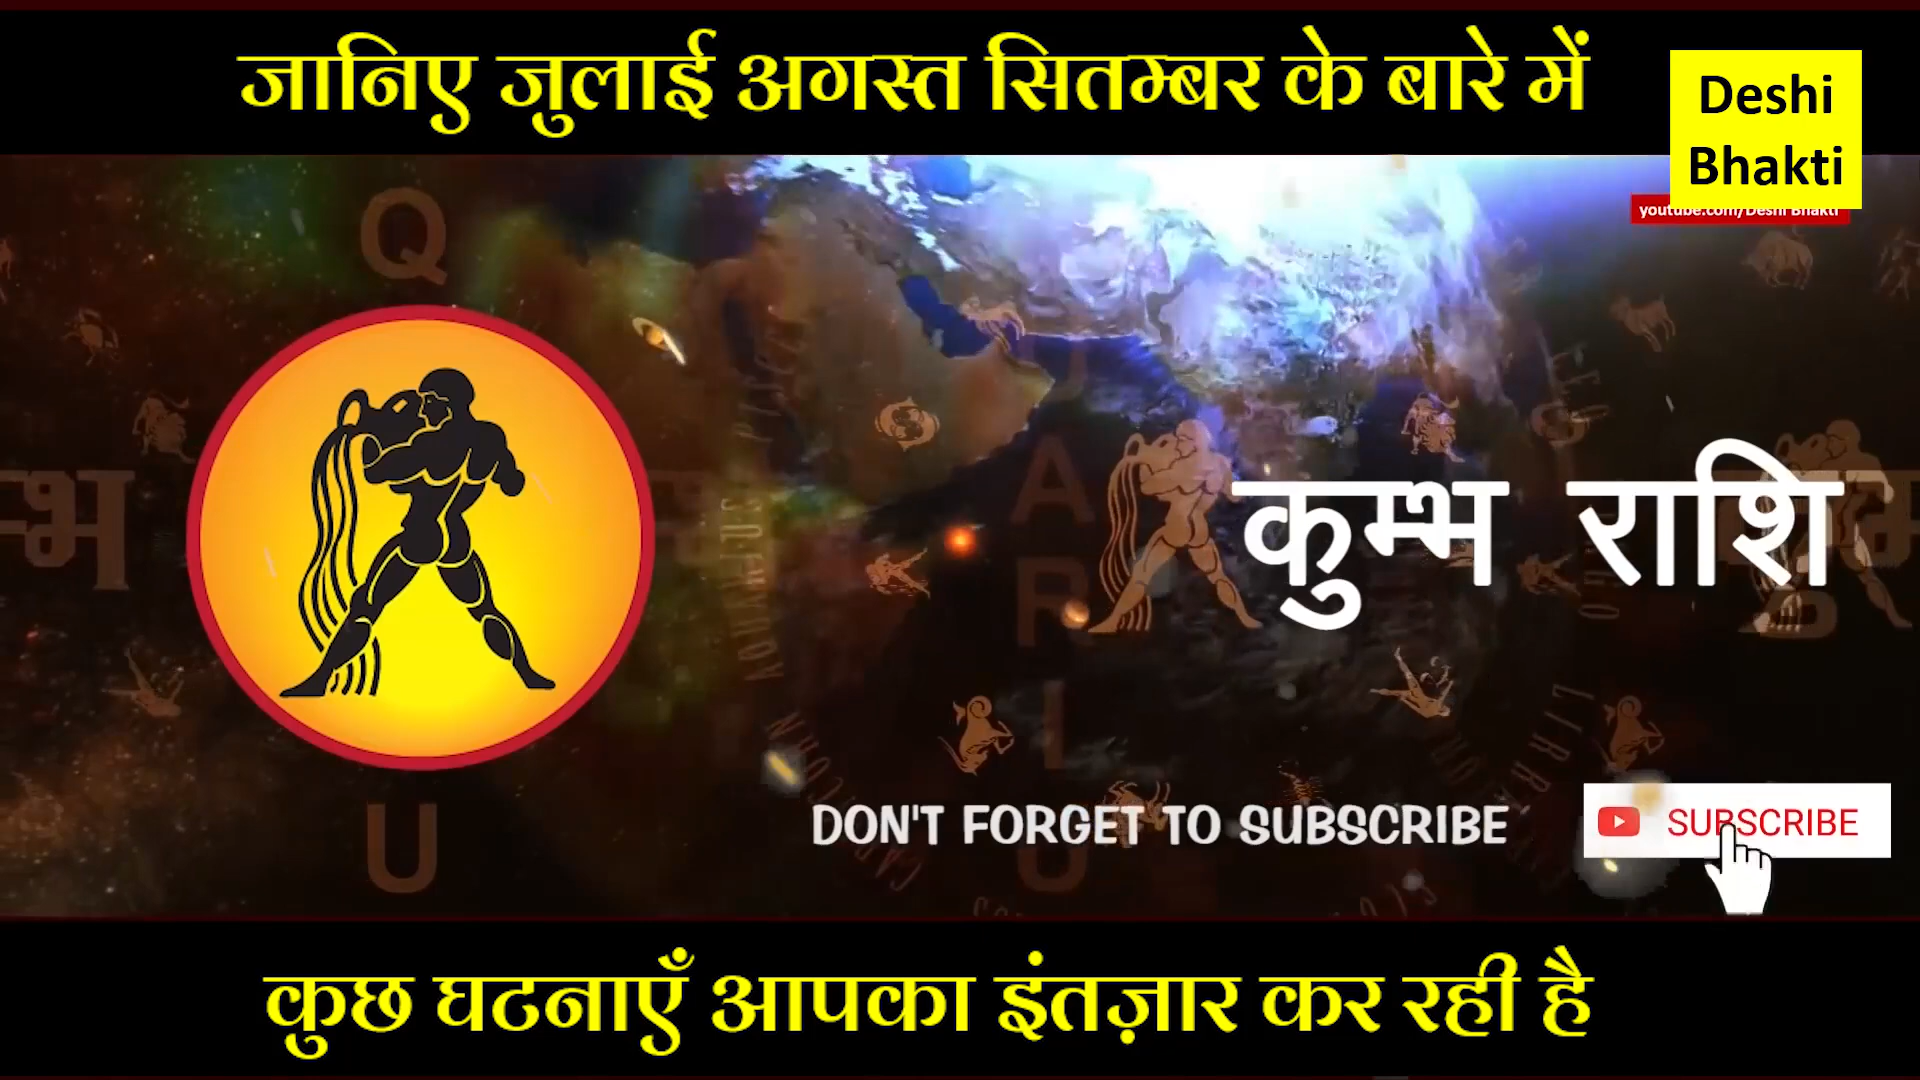 जानिए जुलाई अगस्त सितम्बर के बारे में
Deshi
Bhakti
youtube.com/Deshi Bhakti
Q
कुम्भ राशि
A
R
I
U
U
DON'T FORGET TO SUBSCRIBE
SUBSCRIBE
कुछ घटनाएँ आपका इंतज़ार कर रही है